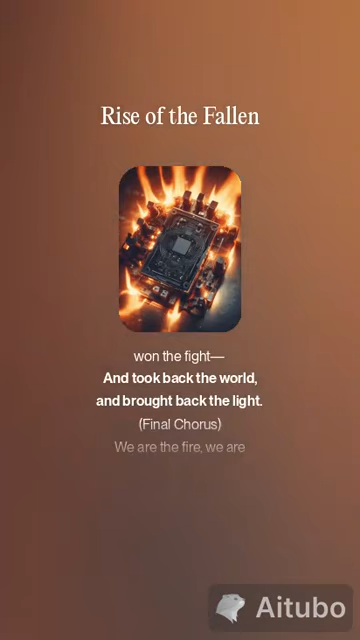 Rise of the Fallen
won the fight—
And took back the world,
and brought back the light.
(Final Chorus)
We are the fire, we are
Aitubo